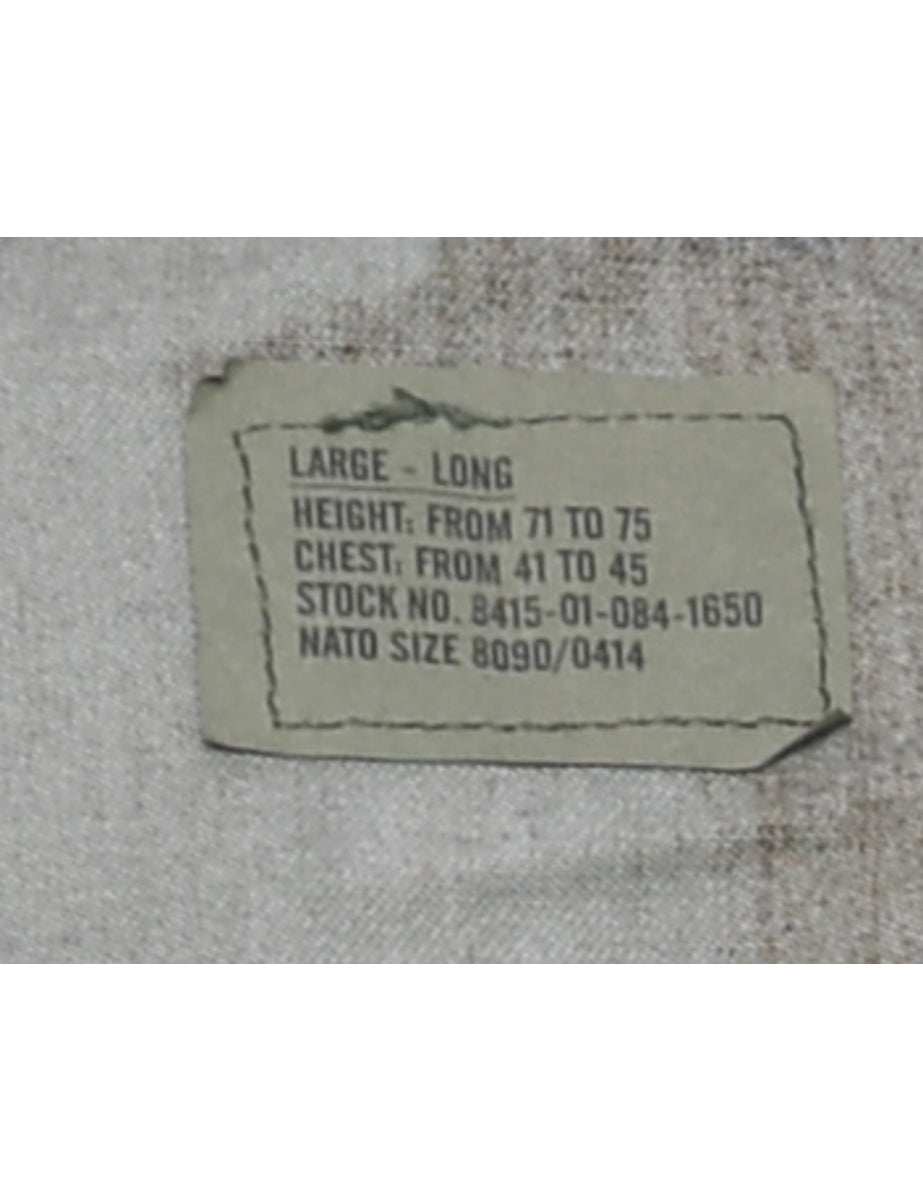 LARGE - LONG
HEIGHT: FROM 71 TO 75
CHEST: FROM 41 TO 45
STOCK NO. 8415-01-084-1650
NATO SIZE 8090/0414